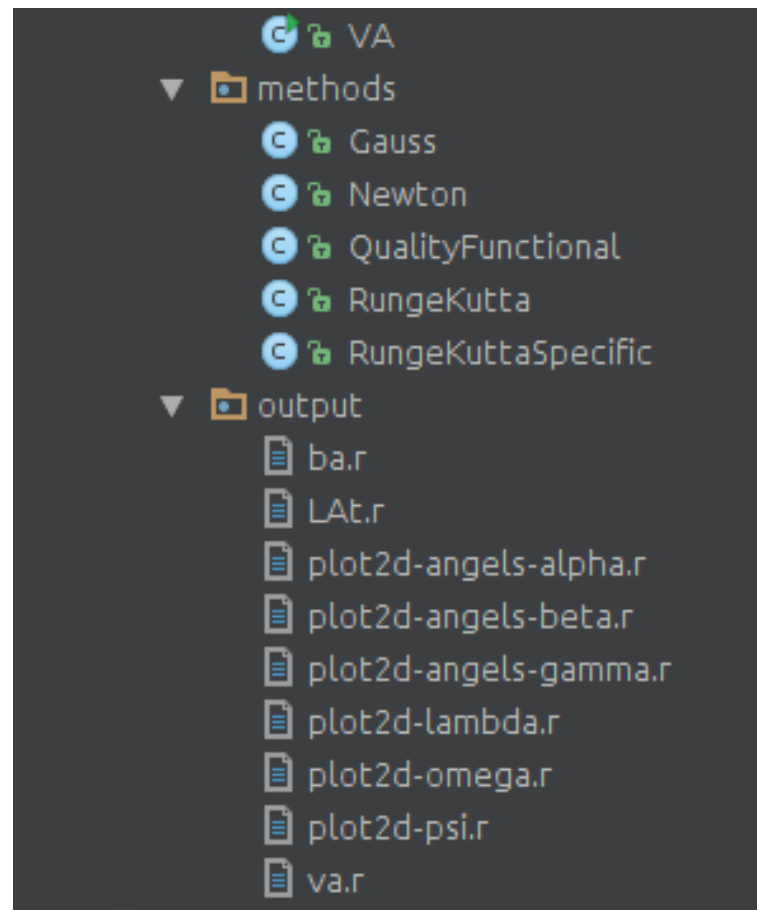 VA
methods
Gauss
Newton
QualityFunctional
RungeKutta
RungeKuttaSpecific
output
ba.r
LAt.r
plot2d-angels-alpha.r
plot2d-angels-beta.r
plot2d-angels-gamma.r
plot2d-lambda.r
plot2d-omega.r
plot2d-psi.r
va.r